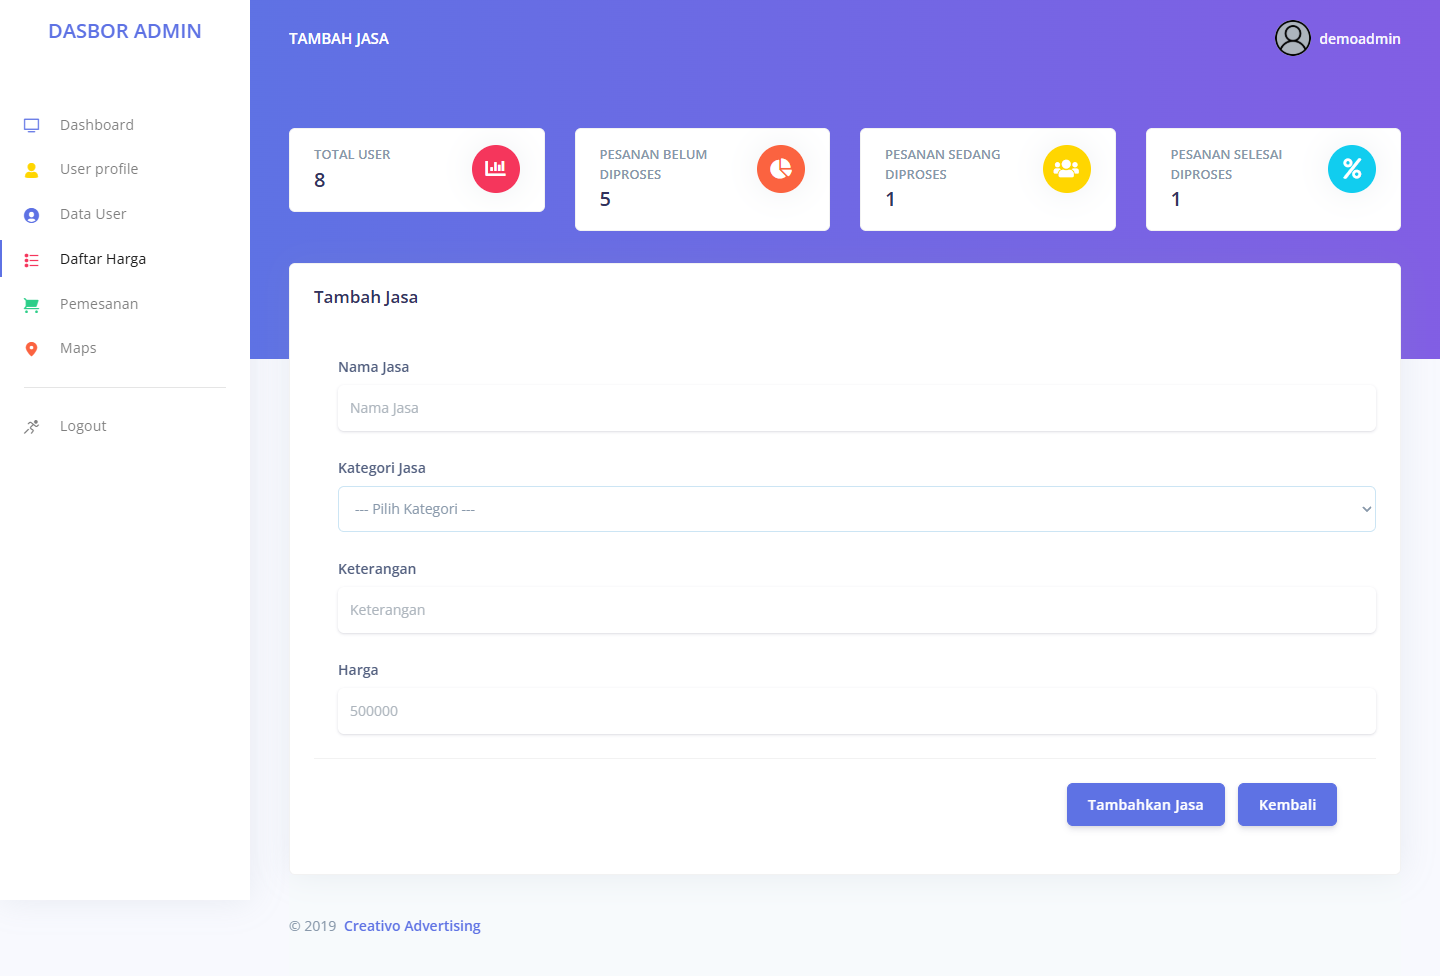 DASBOR ADMIN
Dashboard
User profile
Data User
Daftar Harga
Pemesanan
Maps
Logout
TAMBAH JASA
demoadmin
TOTAL USER
8
PESANAN BELUM
DIPROSES
5
PESANAN SEDANG
DIPROSES
1
PESANAN SELESAI
DIPROSES
1
Tambah Jasa
Nama Jasa
Nama Jasa
Kategori Jasa
--- Pilih Kategori ---
Keterangan
Keterangan
Harga
500000
Tambahkan Jasa
Kembali
© 2019 Creativo Advertising